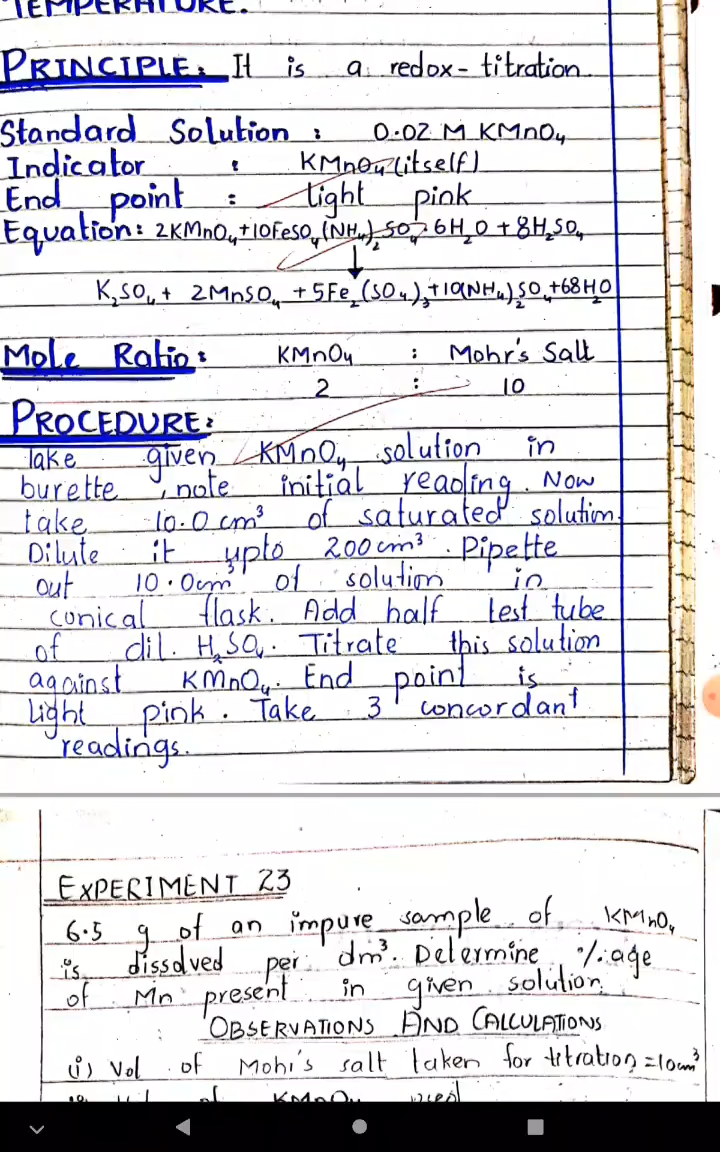 TEMPERATURE.
PRINCIPLE: It is a redox-titration
Standard Solution : 0.02 M KMnO₄
Indicator : KMnO₄ (itself)
End point : light pink
Equation: 2KMnO₄+10FeSO₄(NH₄)₂SO₄·6H₂O + 8H₂SO₄
↓
K₂SO₄ + 2MnSO₄ + 5Fe₂(SO₄)₃+10(NH₄)₂SO₄+68H₂O
Mole Ratio: KMnO₄ : Mohr's Salt
2 : 10
PROCEDURE:
Take given KMnO₄ solution in
burette , note initial reading. Now
take 10.0 cm³ of saturated solution.
Dilute it upto 200 cm³. Pipette
out 10.0cm³ of solution in
conical flask. Add half test tube
of dil. H₂SO₄. Titrate this solution
against KMnO₄. End point is
light pink. Take 3 concordant
readings.
EXPERIMENT 23
6.5 g of an impure sample of KMnO₄
is dissolved per dm³. Determine %age
of Mn present in given solution.
OBSERVATIONS AND CALCULATIONS
(i) Vol of Mohr's salt taken for titration = 10cm³
KMnO₄ used